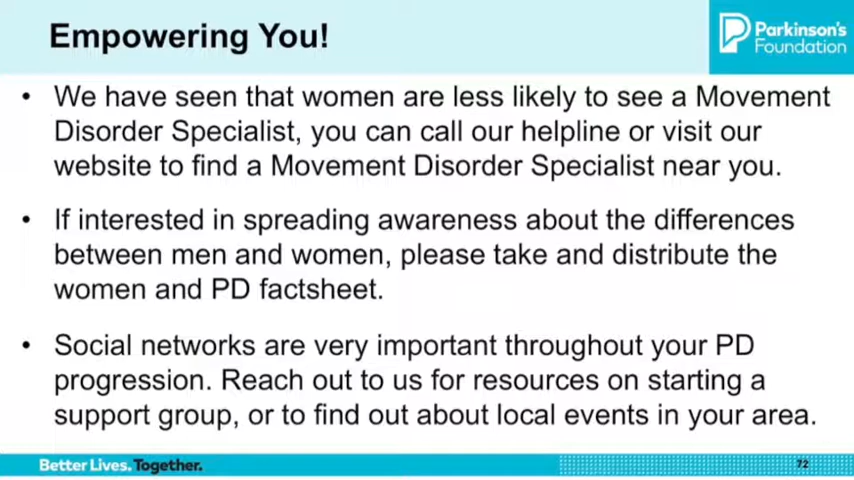 Empowering You!
Parkinson's
Foundation
• We have seen that women are less likely to see a Movement
Disorder Specialist, you can call our helpline or visit our
website to find a Movement Disorder Specialist near you.
• If interested in spreading awareness about the differences
between men and women, please take and distribute the
women and PD factsheet.
• Social networks are very important throughout your PD
progression. Reach out to us for resources on starting a
support group, or to find out about local events in your area.
Better Lives. Together.
72